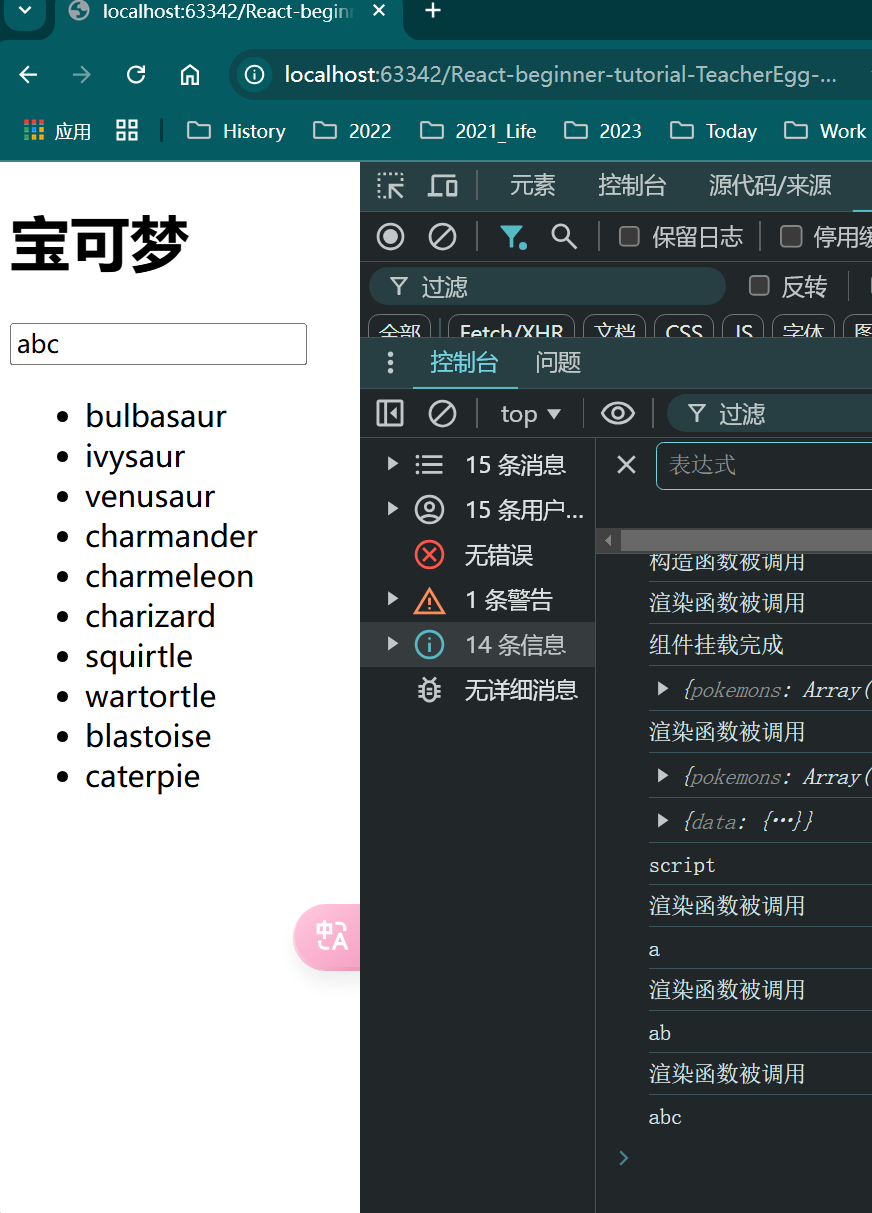 localhost:63342/React-begin
localhost:63342/React-beginner-tutorial-TeacherEgg-...
应用 History 2022 2021_Life 2023 Today Work
元素 控制台 源代码/来源
保留日志 停用缓
过滤 反转
全部 Fetch/XHR 文档 CSS JS 字体 图
控制台 问题
top 过滤
15 条消息
15 条用户...
无错误
1 条警告
14 条信息
无详细消息
表达式
构造函数被调用
渲染函数被调用
组件挂载完成
{pokemons: Array(
渲染函数被调用
{pokemons: Array(
{data: {…}}
script
渲染函数被调用
a
渲染函数被调用
ab
渲染函数被调用
abc
宝可梦
abc
bulbasaur
ivysaur
venusaur
charmander
charmeleon
charizard
squirtle
wartortle
blastoise
caterpie
中 A